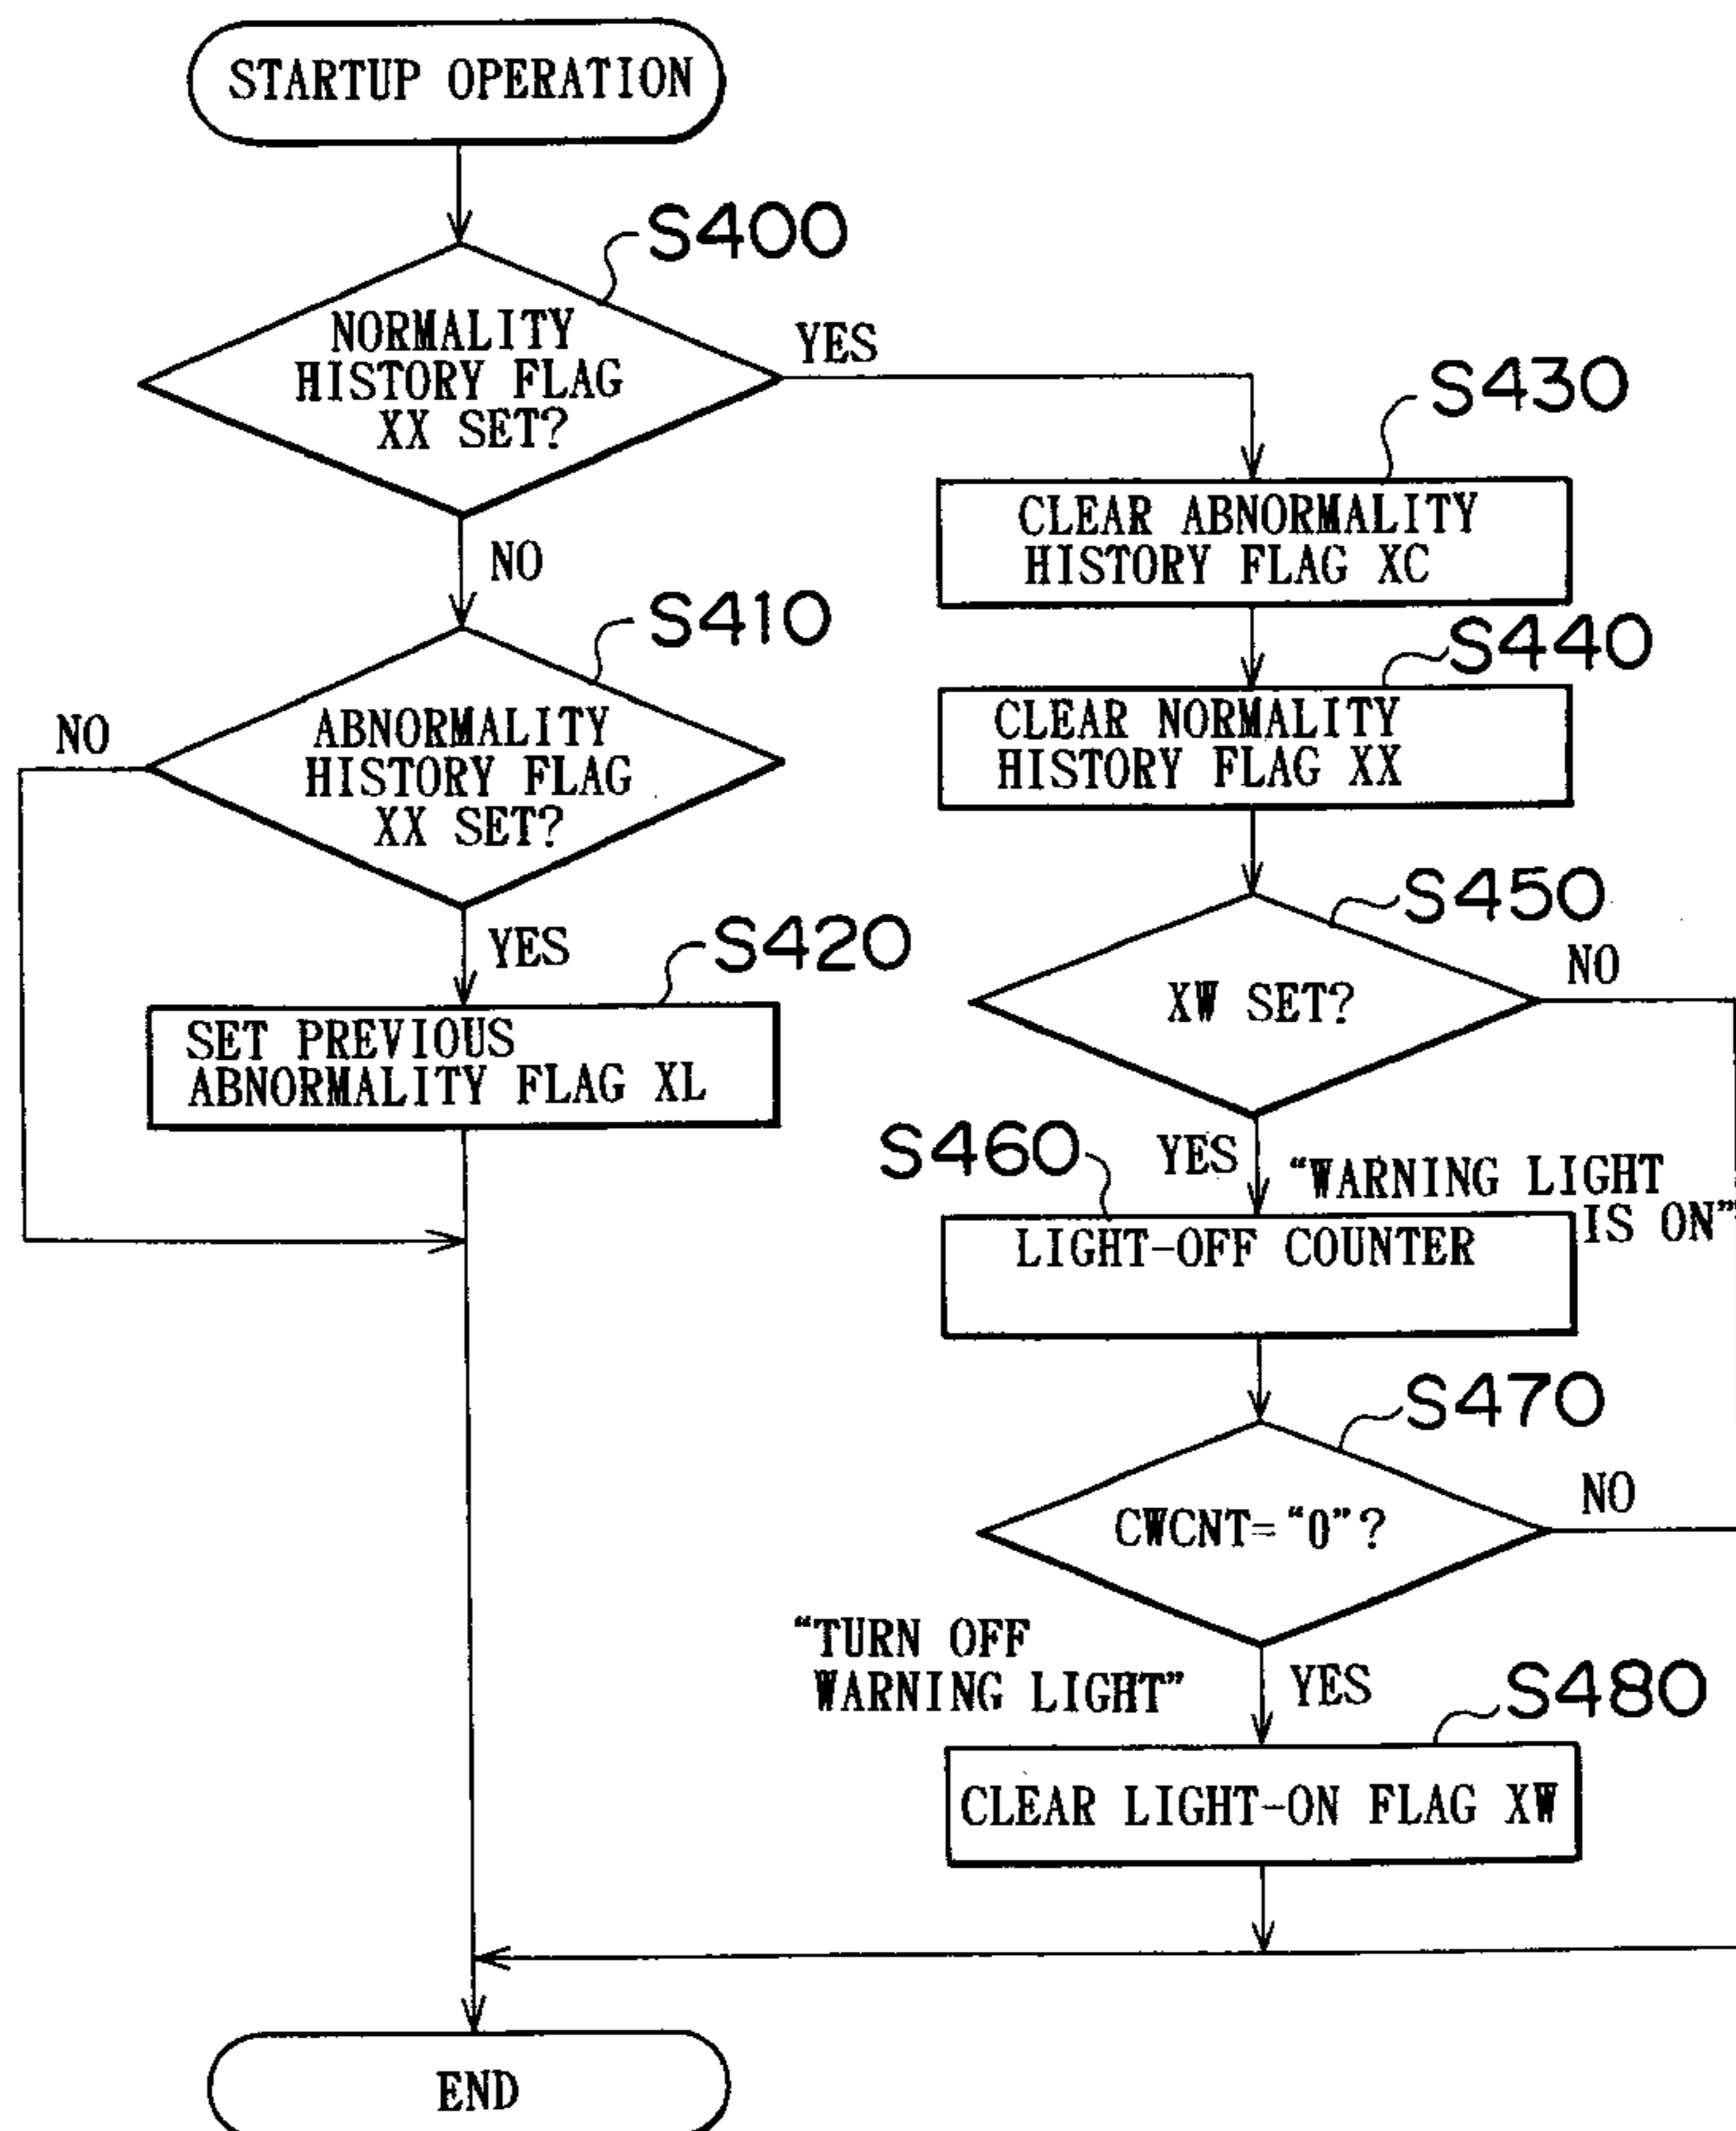 STARTUP OPERATION
S400
NORMALITY
HISTORY FLAG
XX SET?
YES
NO
S410
ABNORMALITY
HISTORY FLAG
XX SET?
NO
YES
S420
SET PREVIOUS
ABNORMALITY FLAG XL
S430
CLEAR ABNORMALITY
HISTORY FLAG XC
S440
CLEAR NORMALITY
HISTORY FLAG XX
S450
XW SET?
NO
YES
S460
“WARNING LIGHT
IS ON”
LIGHT-OFF COUNTER
S470
CWCNT=“0”?
NO
“TURN OFF
WARNING LIGHT”
YES
S480
CLEAR LIGHT-ON FLAG XW
END